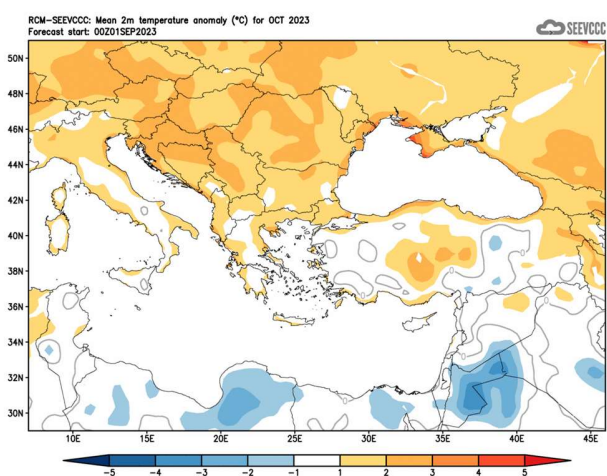 RCM-SEEVCCC: Mean 2m temperature anomaly (°C) for OCT 2023
Forecast start: 00Z01SEP2023
SEEVCCC
50N
48N
46N
44N
42N
40N
38N
36N
34N
32N
30N
10E 15E 20E 25E 30E 35E 40E 45E
-5 -4 -3 -2 -1 1 2 3 4 5